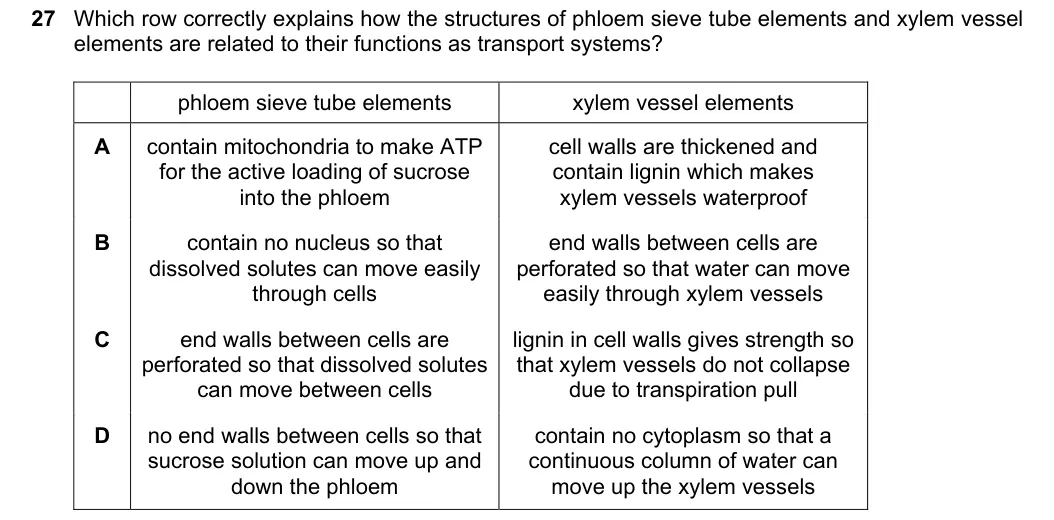 27 Which row correctly explains how the structures of phloem sieve tube elements and xylem vessel
elements are related to their functions as transport systems?
phloem sieve tube elements xylem vessel elements
A contain mitochondria to make ATP cell walls are thickened and
for the active loading of sucrose contain lignin which makes
into the phloem xylem vessels waterproof
B contain no nucleus so that end walls between cells are
dissolved solutes can move easily perforated so that water can move
through cells easily through xylem vessels
C end walls between cells are lignin in cell walls gives strength so
perforated so that dissolved solutes that xylem vessels do not collapse
can move between cells due to transpiration pull
D no end walls between cells so that contain no cytoplasm so that a
sucrose solution can move up and continuous column of water can
down the phloem move up the xylem vessels